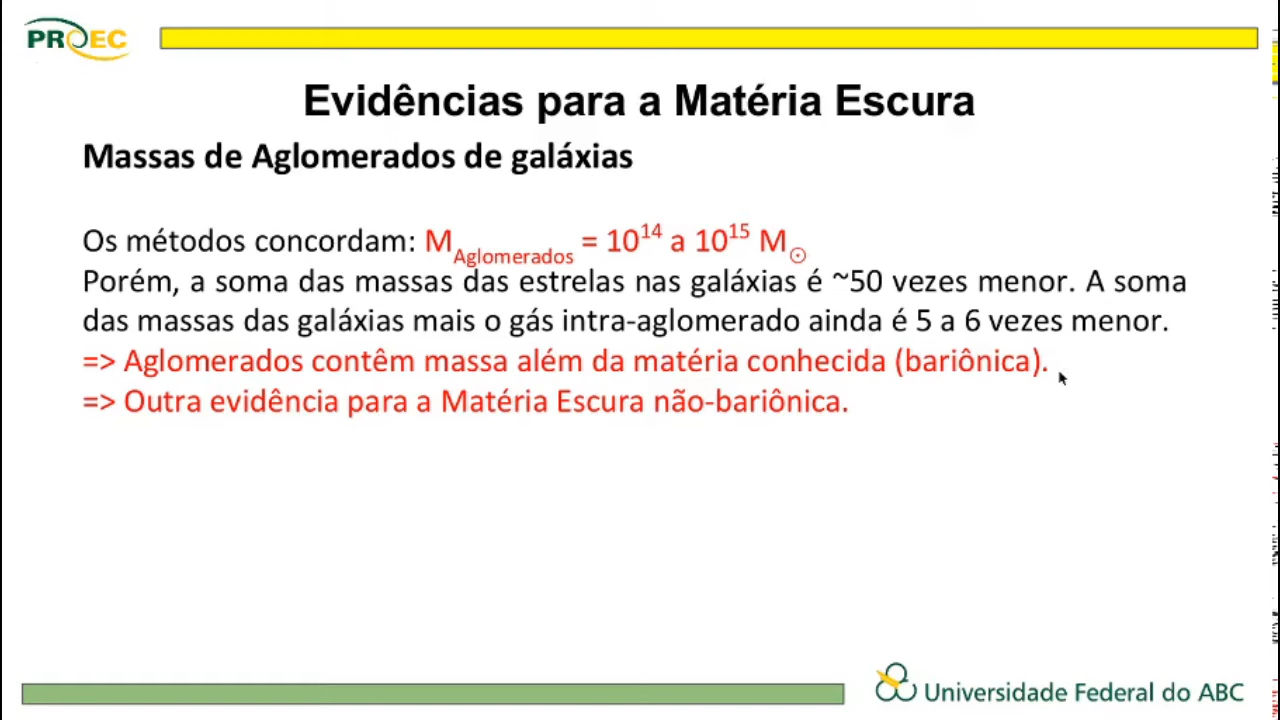 PROEC
Evidências para a Matéria Escura
Massas de Aglomerados de galáxias
Os métodos concordam: M_Aglomerados = 10^14 a 10^15 M_☉
Porém, a soma das massas das estrelas nas galáxias é ~50 vezes menor. A soma
das massas das galáxias mais o gás intra-aglomerado ainda é 5 a 6 vezes menor.
=> Aglomerados contêm massa além da matéria conhecida (bariônica).
=> Outra evidência para a Matéria Escura não-bariônica.
Universidade Federal do ABC